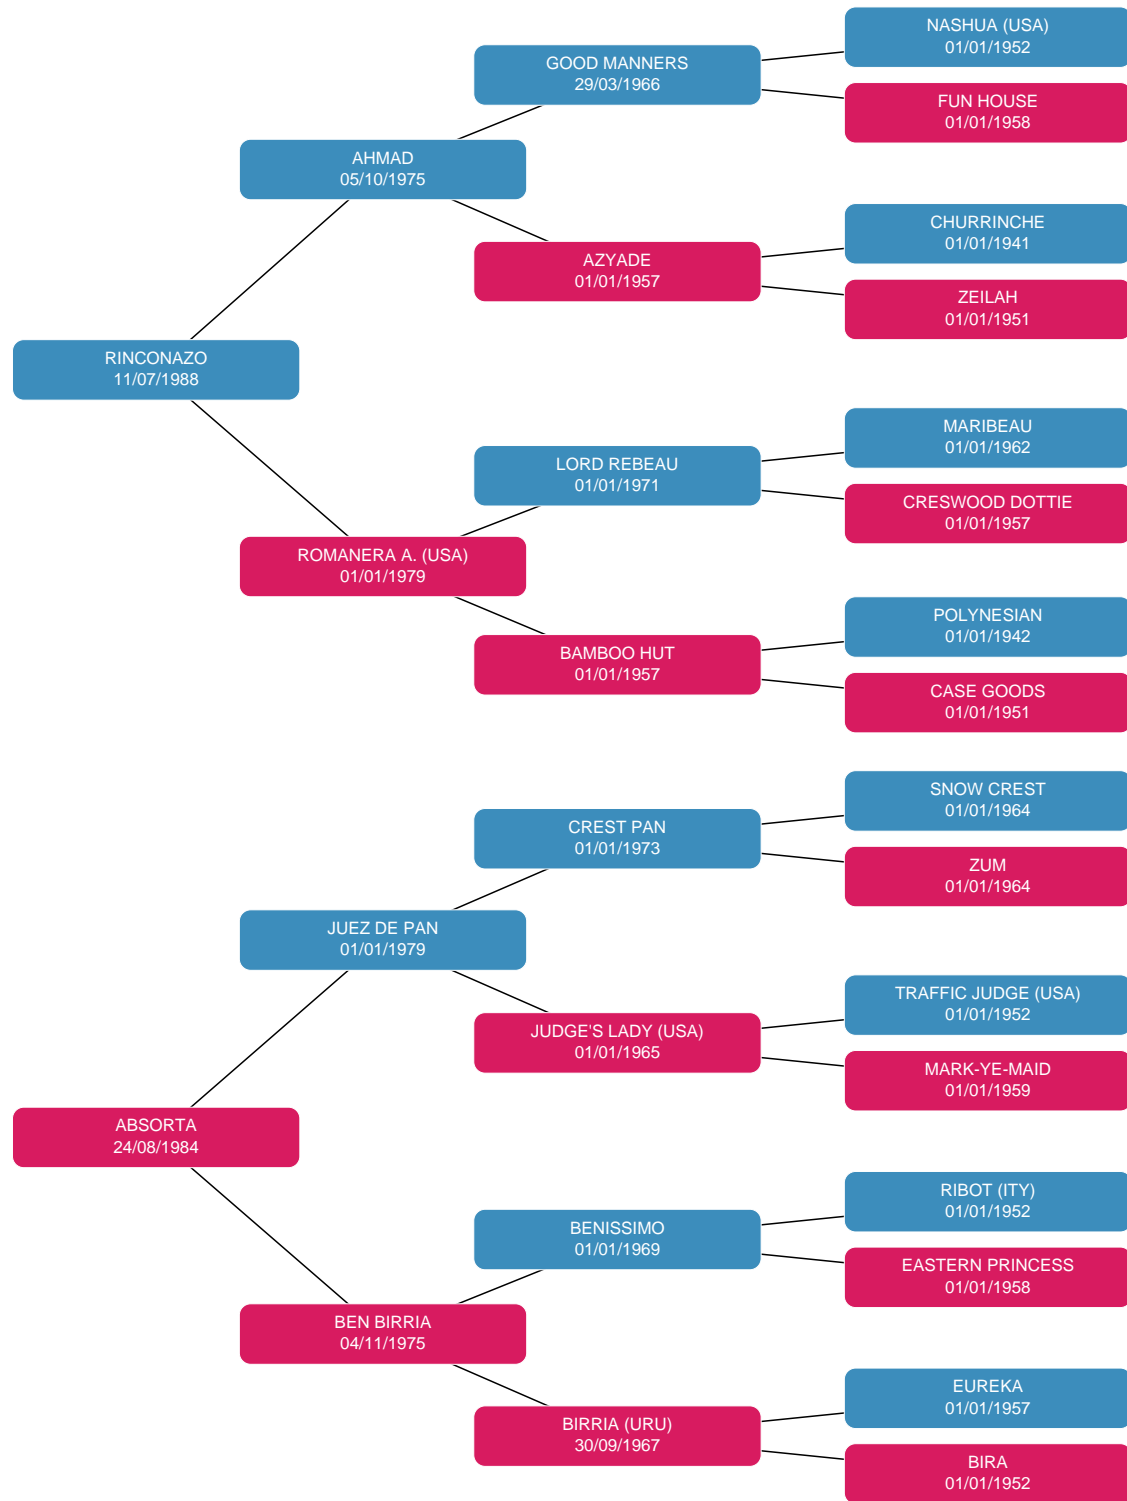 NASHUA (USA)
01/01/1952
GOOD MANNERS
29/03/1966
FUN HOUSE
01/01/1958
AHMAD
05/10/1975
CHURRINCHE
01/01/1941
AZYADE
01/01/1957
ZEILAH
01/01/1951
RINCONAZO
11/07/1988
MARIBEAU
01/01/1962
LORD REBEAU
01/01/1971
CRESWOOD DOTTIE
01/01/1957
ROMANERA A. (USA)
01/01/1979
POLYNESIAN
01/01/1942
BAMBOO HUT
01/01/1957
CASE GOODS
01/01/1951
SNOW CREST
01/01/1964
CREST PAN
01/01/1973
ZUM
01/01/1964
JUEZ DE PAN
01/01/1979
TRAFFIC JUDGE (USA)
01/01/1952
JUDGE'S LADY (USA)
01/01/1965
MARK-YE-MAID
01/01/1959
ABSORTA
24/08/1984
RIBOT (ITY)
01/01/1952
BENISSIMO
01/01/1969
EASTERN PRINCESS
01/01/1958
BEN BIRRIA
04/11/1975
EUREKA
01/01/1957
BIRRIA (URU)
30/09/1967
BIRA
01/01/1952